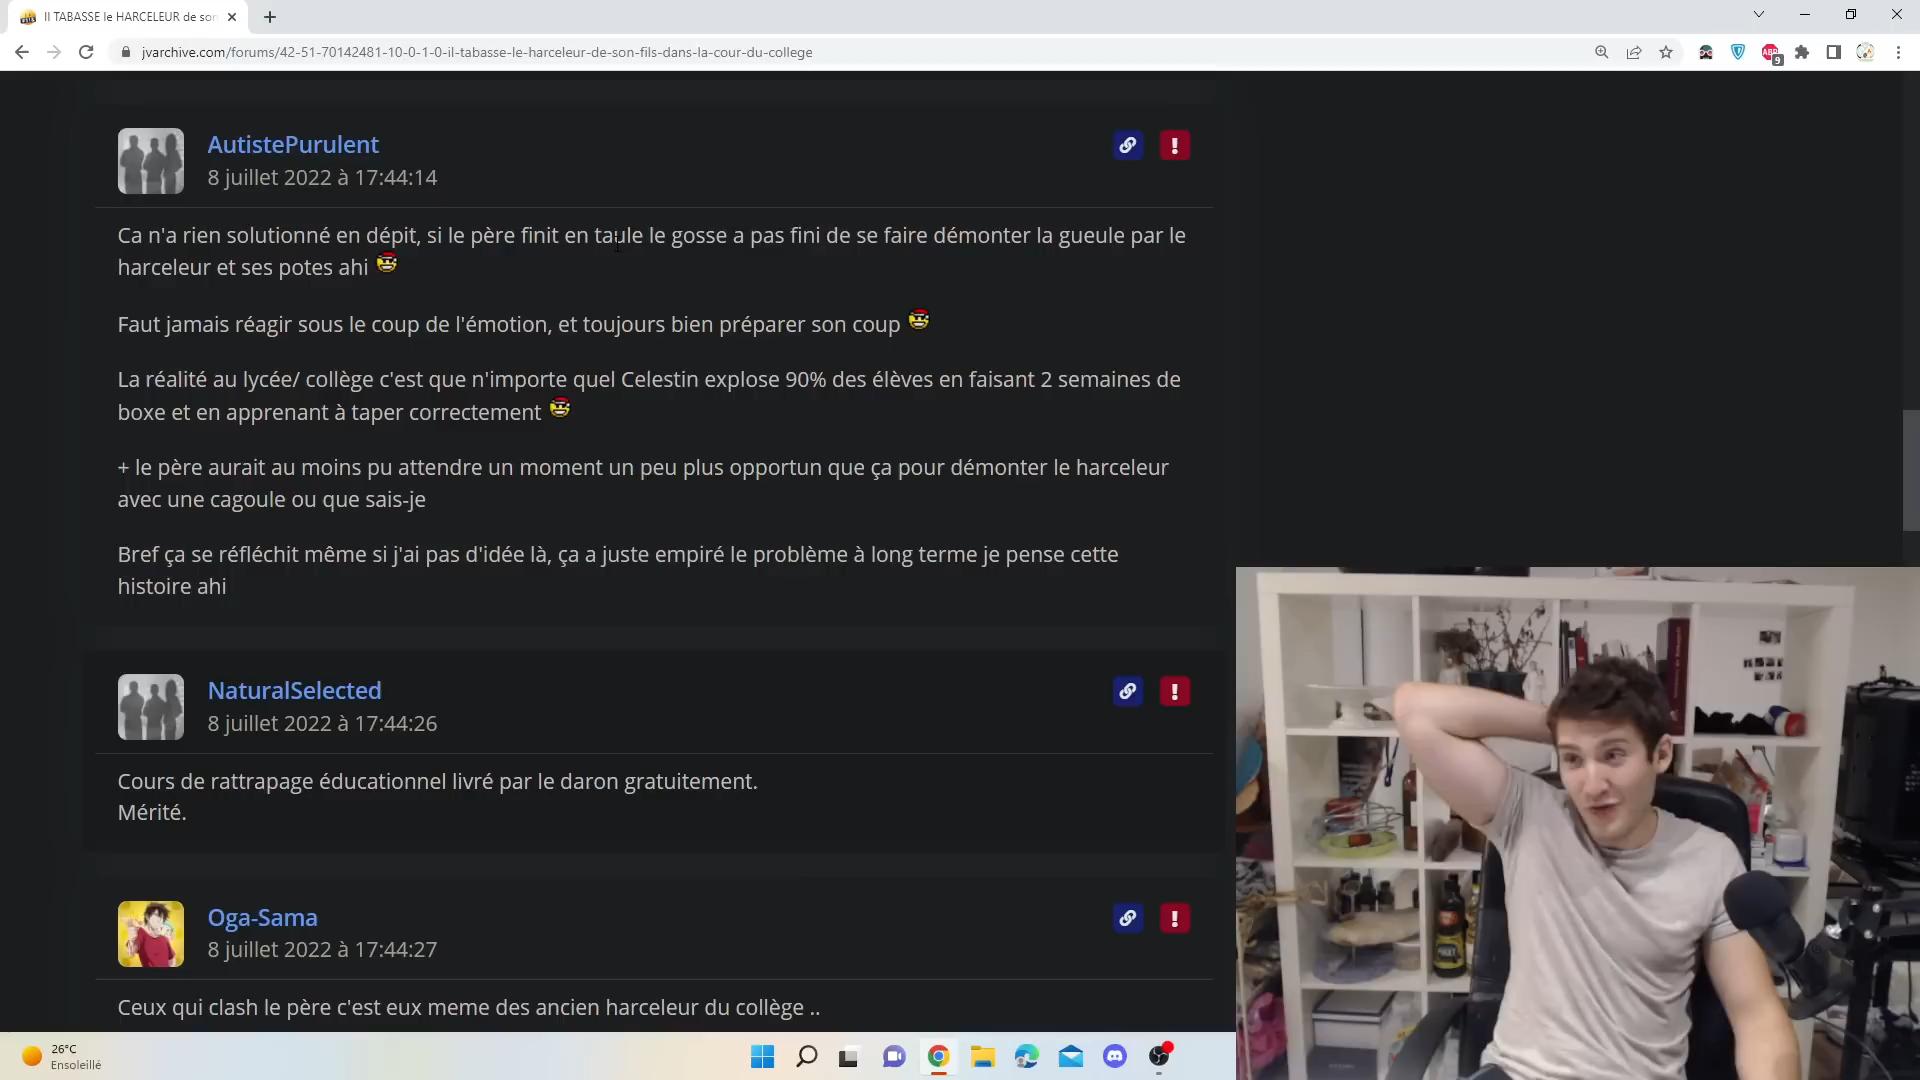 Il TABASSE le HARCELEUR de son
jvarchive.com/forums/42-51-70142481-10-0-1-0-il-tabasse-le-harceleur-de-son-fils-dans-la-cour-du-college
ABP
9
AutistePurulent
8 juillet 2022 à 17:44:14
Ca n'a rien solutionné en dépit, si le père finit en taule le gosse a pas fini de se faire démonter la gueule par le
harceleur et ses potes ahi
Faut jamais réagir sous le coup de l'émotion, et toujours bien préparer son coup
La réalité au lycée/ collège c'est que n'importe quel Celestin explose 90% des élèves en faisant 2 semaines de
boxe et en apprenant à taper correctement
+ le père aurait au moins pu attendre un moment un peu plus opportun que ça pour démonter le harceleur
avec une cagoule ou que sais-je
Bref ça se réfléchit même si j'ai pas d'idée là, ça a juste empiré le problème à long terme je pense cette
histoire ahi
NaturalSelected
8 juillet 2022 à 17:44:26
Cours de rattrapage éducationnel livré par le daron gratuitement.
Mérité.
Oga-Sama
8 juillet 2022 à 17:44:27
Ceux qui clash le père c'est eux meme des ancien harceleur du collège ..
26°C
Ensoleillé